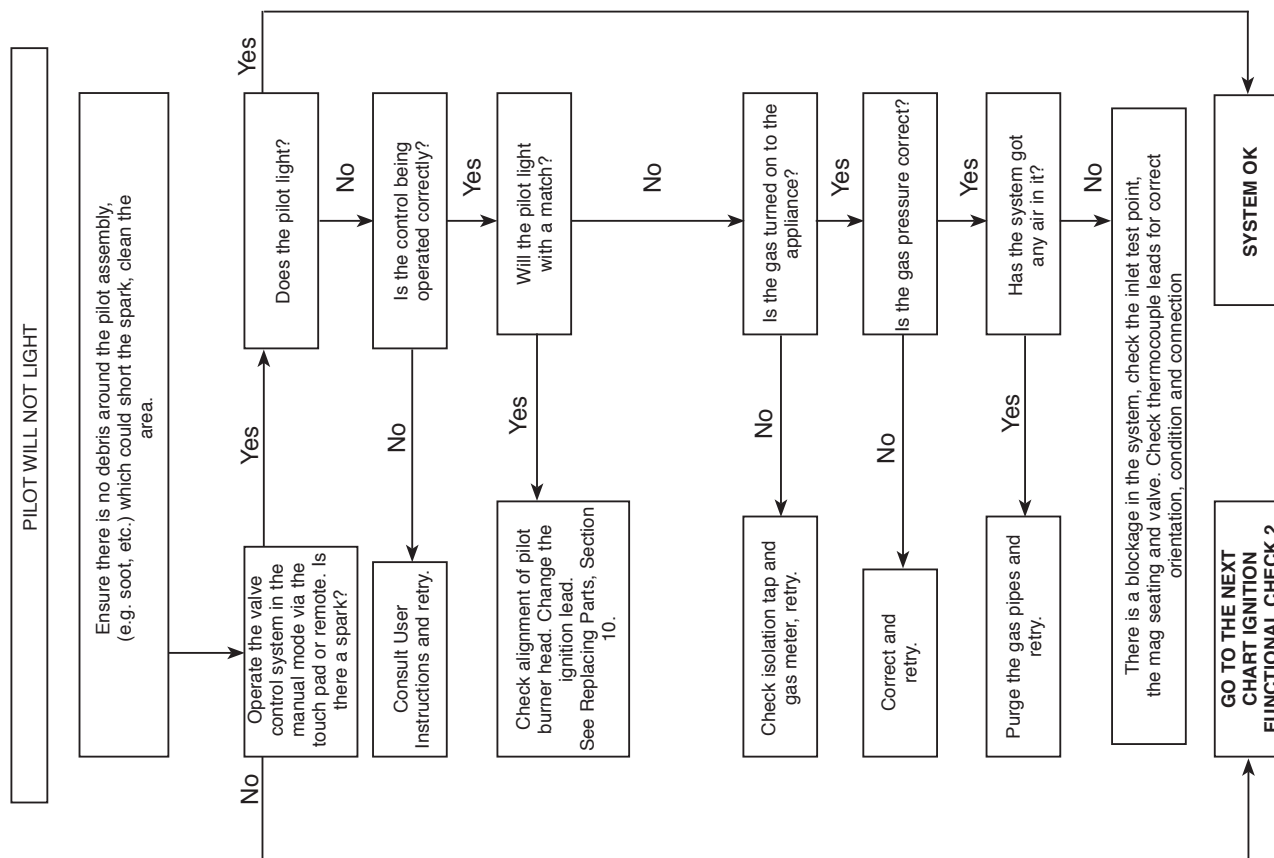 PILOT WILL NOT LIGHT
Ensure there is no debris around the pilot assembly,
(e.g. soot, etc.) which could short the spark, clean the
area.
Operate the valve
control system in the
manual mode via the
touch pad or remote. Is
there a spark?
No
Yes
Does the pilot light?
Yes
No
Is the control being
operated correctly?
No
Consult User
Instructions and retry.
Yes
Will the pilot light
with a match?
Yes
Check alignment of pilot
burner head. Change the
ignition lead.
See Replacing Parts, Section
10.
No
Is the gas turned on to the
appliance?
No
Check isolation tap and
gas meter, retry.
Yes
Is the gas pressure correct?
No
Correct and
retry.
Yes
Has the system got
any air in it?
Yes
Purge the gas pipes and
retry.
No
There is a blockage in the system, check the inlet test point,
the mag seating and valve. Check thermocouple leads for correct
orientation, condition and connection
GO TO THE NEXT
CHART IGNITION
FUNCTIONAL CHECK 2
SYSTEM OK